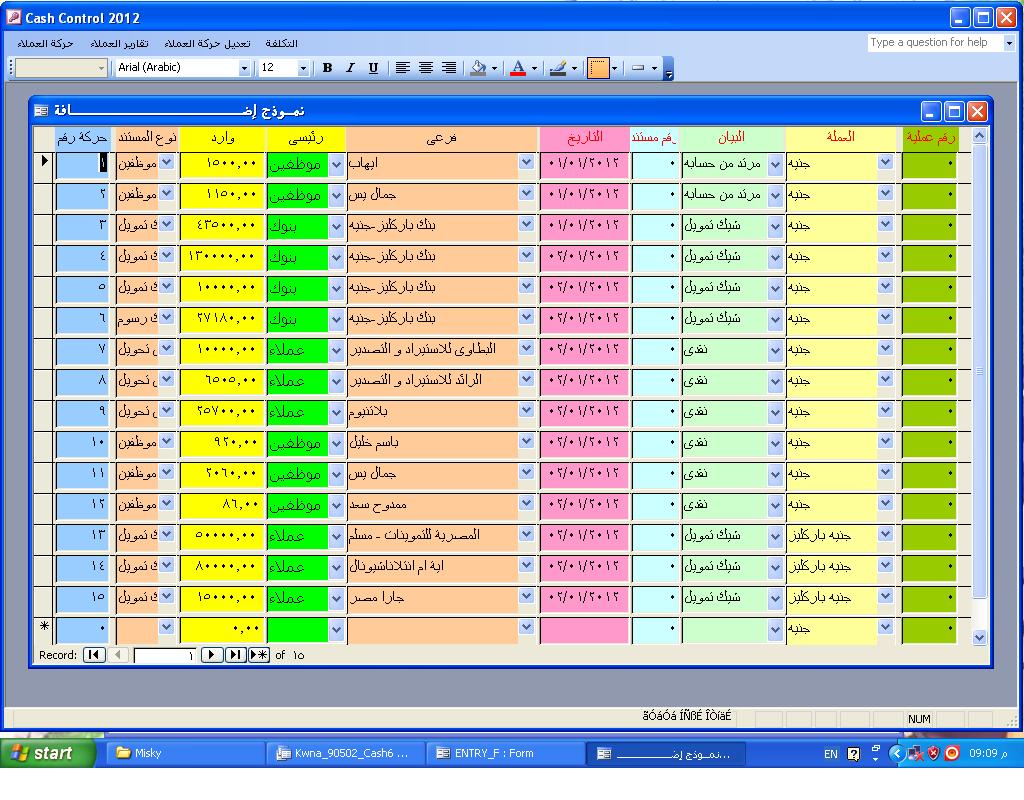 Cash Control 2012
حركة العملاء تقارير العملاء تعديل حركة العملاء التكلفة Type a question for help
Arial (Arabic) 12 B I U
نمـوذج إضـــــــــــــــــــــــافة
حركة رقم نوع المستند وارد رئيسى فرعى التاريخ رقم مستند البيان العملة رقم عملية
١ موظفين ١٥٠٠,٠٠ موظفين ايهاب ٠١/٠١/٢٠١٢ ٠ مرتد من حسابه جنيه ٠
٢ موظفين ١١٥٠,٠٠ موظفين جمال يس ٠١/٠١/٢٠١٢ ٠ مرتد من حسابه جنيه ٠
٣ ك تمويل ٤٣٥٠٠,٠٠ بنوك بنك باركليز-جنيه ٠١/٠١/٢٠١٢ ٠ شيك تمويل جنيه ٠
٤ ك تمويل ١٣٠٠٠٠,٠٠ بنوك بنك باركليز-جنيه ٠٢/٠١/٢٠١٢ ٠ شيك تمويل جنيه ٠
٥ ك تمويل ١٠٠٠٠,٠٠ بنوك بنك باركليز-جنيه ٠٢/٠١/٢٠١٢ ٠ شيك تمويل جنيه ٠
٦ ك رسوم ٢٧١٨٠,٠٠ بنوك بنك باركليز-جنيه ٠٢/٠١/٢٠١٢ ٠ شيك تمويل جنيه ٠
٧ تحويل ١٠٠٠٠,٠٠ عملاء البطاوى للاستيراد و التصدير ٠٢/٠١/٢٠١٢ ٠ نقدى جنيه ٠
٨ تحويل ٦٥٠٥,٠٠ عملاء الرائد للاستيراد و التصدير ٠٢/٠١/٢٠١٢ ٠ نقدى جنيه ٠
٩ تحويل ٢٥٧٠٠,٠٠ عملاء بلاتنيوم ٠٢/٠١/٢٠١٢ ٠ نقدى جنيه ٠
١٠ موظفين ٩٢٠,٠٠ موظفين باسم خليل ٠٢/٠١/٢٠١٢ ٠ نقدى جنيه ٠
١١ موظفين ٢٠٦٠,٠٠ موظفين جمال يس ٠٢/٠١/٢٠١٢ ٠ نقدى جنيه ٠
١٢ موظفين ٨٦,٠٠ موظفين ممدوح سعد ٠٢/٠١/٢٠١٢ ٠ نقدى جنيه ٠
١٣ ك تمويل ٥٠٠٠٠,٠٠ عملاء المصرية للتموينات - مسلم ٠٢/٠١/٢٠١٢ ٠ شيك تمويل جنيه باركليز ٠
١٤ ك تمويل ٨٠٠٠٠,٠٠ عملاء ايه ام انتلاناشيونال ٠٢/٠١/٢٠١٢ ٠ شيك تمويل جنيه باركليز ٠
١٥ ك تمويل ١٥٠٠٠,٠٠ عملاء جارا مصر ٠٢/٠١/٢٠١٢ ٠ شيك تمويل جنيه باركليز ٠
* ٠ ٠,٠٠ ٠ جنيه ٠
Record: ١ of ١٥
ãÓáÓá ÍÑßÉ ÎÒíäÉ NUM
start Misky Kwna_90502_Cash6 ... ENTRY_F : Form نمـوذج إضـــــــــــــ... EN 09:09 م